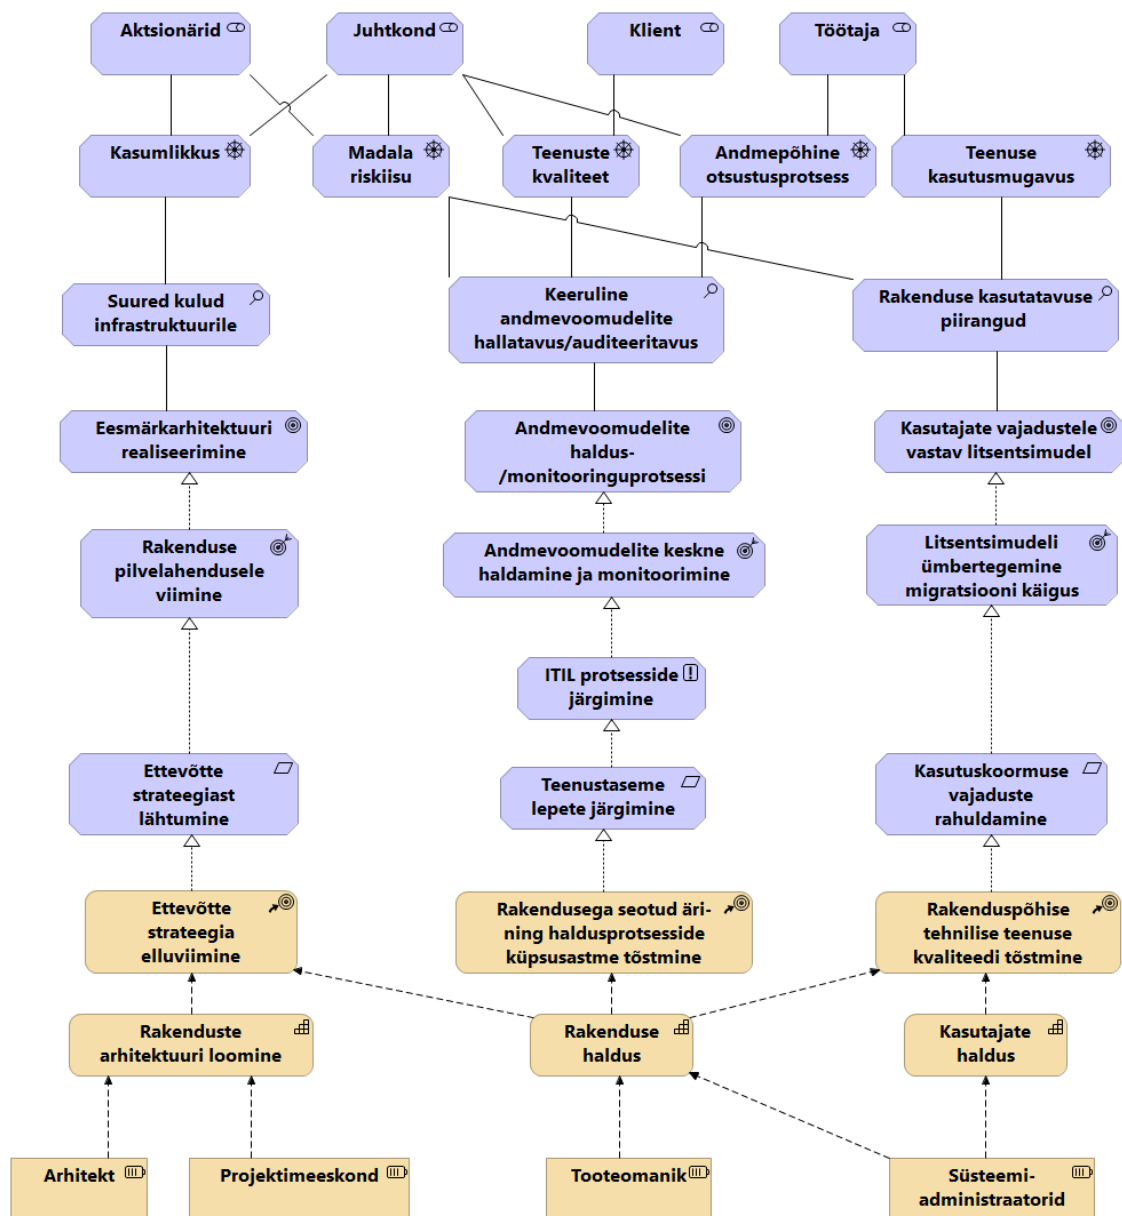 Aktsionärid
Juhtkond
Klient
Töötaja
Kasumlikkus
Madala
riskiisu
Teenuste
kvaliteet
Andmepõhine
otsustusprotsess
Teenuse
kasutusmugavus
Suured kulud
infrastruktuurile
Keeruline
andmevoomudelite
hallatavus/auditeeritavus
Rakenduse kasutatavuse
piirangud
Eesmärkarhitektuuri
realiseerimine
Andmevoomudelite
haldus-
/monitooringuprotsessi
Kasutajate vajadustele
vastav litsentsimudel
Rakenduse
pilvelahendusele
viimine
Andmevoomudelite keskne
haldamine ja monitoorimine
Litsentsimudeli
ümbertegemine
migratsiooni käigus
ITIL protsesside
järgimine
Ettevõtte
strateegiast
lähtumine
Teenustaseme
lepete järgimine
Kasutuskoormuse
vajaduste
rahuldamine
Ettevõtte
strateegia
elluviimine
Rakendusega seotud äri-
ning haldusprotsesside
küpsusastme tõstmine
Rakenduspõhise
tehnilise teenuse
kvaliteedi tõstmine
Rakenduste
arhitektuuri loomine
Rakenduse
haldus
Kasutajate
haldus
Arhitekt
Projektimeeskond
Tooteomanik
Süsteemi-
administraatorid